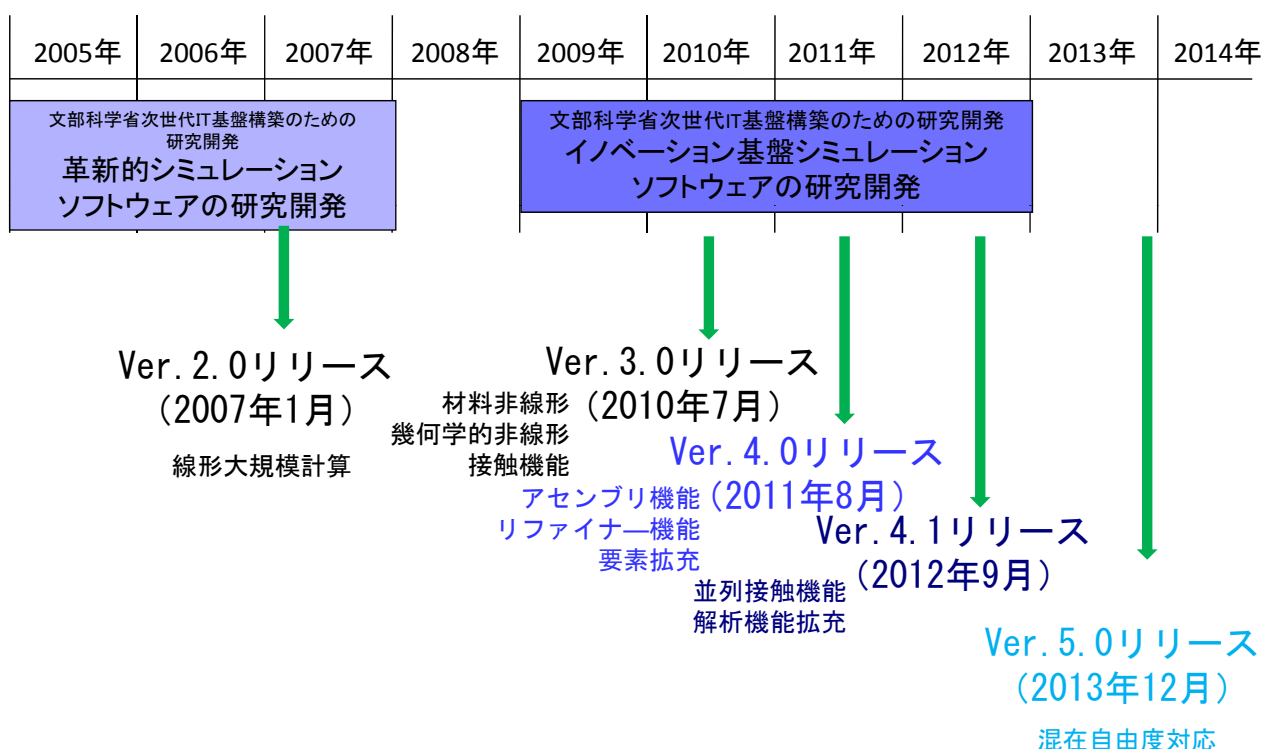 2005年 2006年 2007年 2008年 2009年 2010年 2011年 2012年 2013年 2014年
文部科学省次世代IT基盤構築のための
研究開発
革新的シミュレーション
ソフトウェアの研究開発
文部科学省次世代IT基盤構築のための研究開発
イノベーション基盤シミュレーション
ソフトウェアの研究開発
Ver.2.0リリース
（2007年1月）
線形大規模計算
Ver.3.0リリース
（2010年7月）
材料非線形
幾何学的非線形
接触機能
Ver.4.0リリース
（2011年8月）
アセンブリ機能
リファイナ―機能
要素拡充
Ver.4.1リリース
（2012年9月）
並列接触機能
解析機能拡充
Ver.5.0リリース
（2013年12月）
混在自由度対応